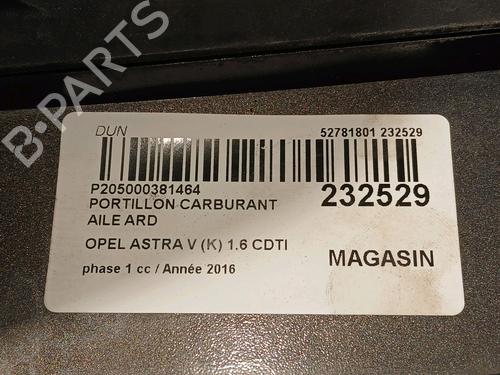 B-PARTS
DUN
52781801 232529
P205000381464
232529
PORTILLON CARBURANT
AILE ARD
OPEL ASTRA V (K) 1.6 CDTI
MAGASIN
phase 1 cc / Année 2016